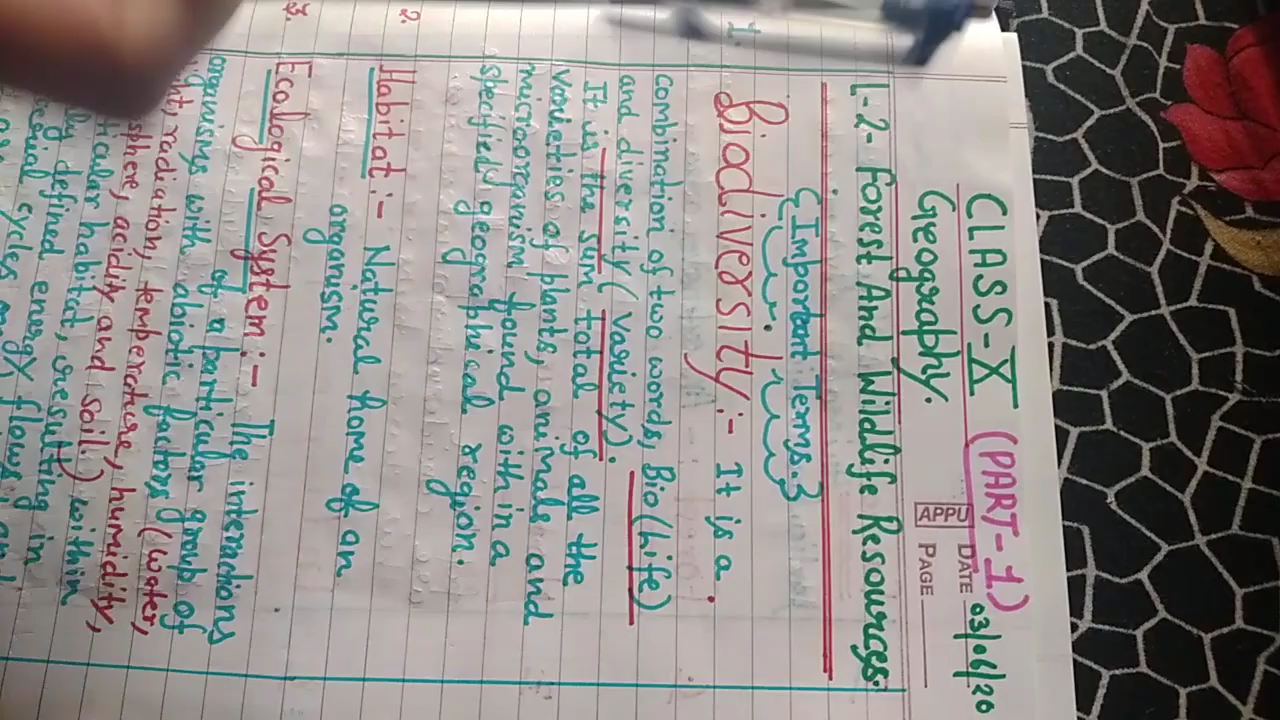 CLASS-X (PART-1)
DATE 03/06/20
Geography.
APPU PAGE
L-2- Forest And Wildlife Resources.
{Important Terms.}
1. Biodiversity:- It is a
combination of two words, Bio (Life)
and diversity (variety).
It is the sum total of all the
varieties of plants, animals and
microorganism found with in a
specified geographical region.
2. Habitat:- Natural home of an
organism.
3. Ecological System:- The interactions
of a particular group of
organisms with abiotic factors (water,
radiation, temperature, humidity,
acidity and soil) within
habitat, resulting in
defined energy flows
cycles